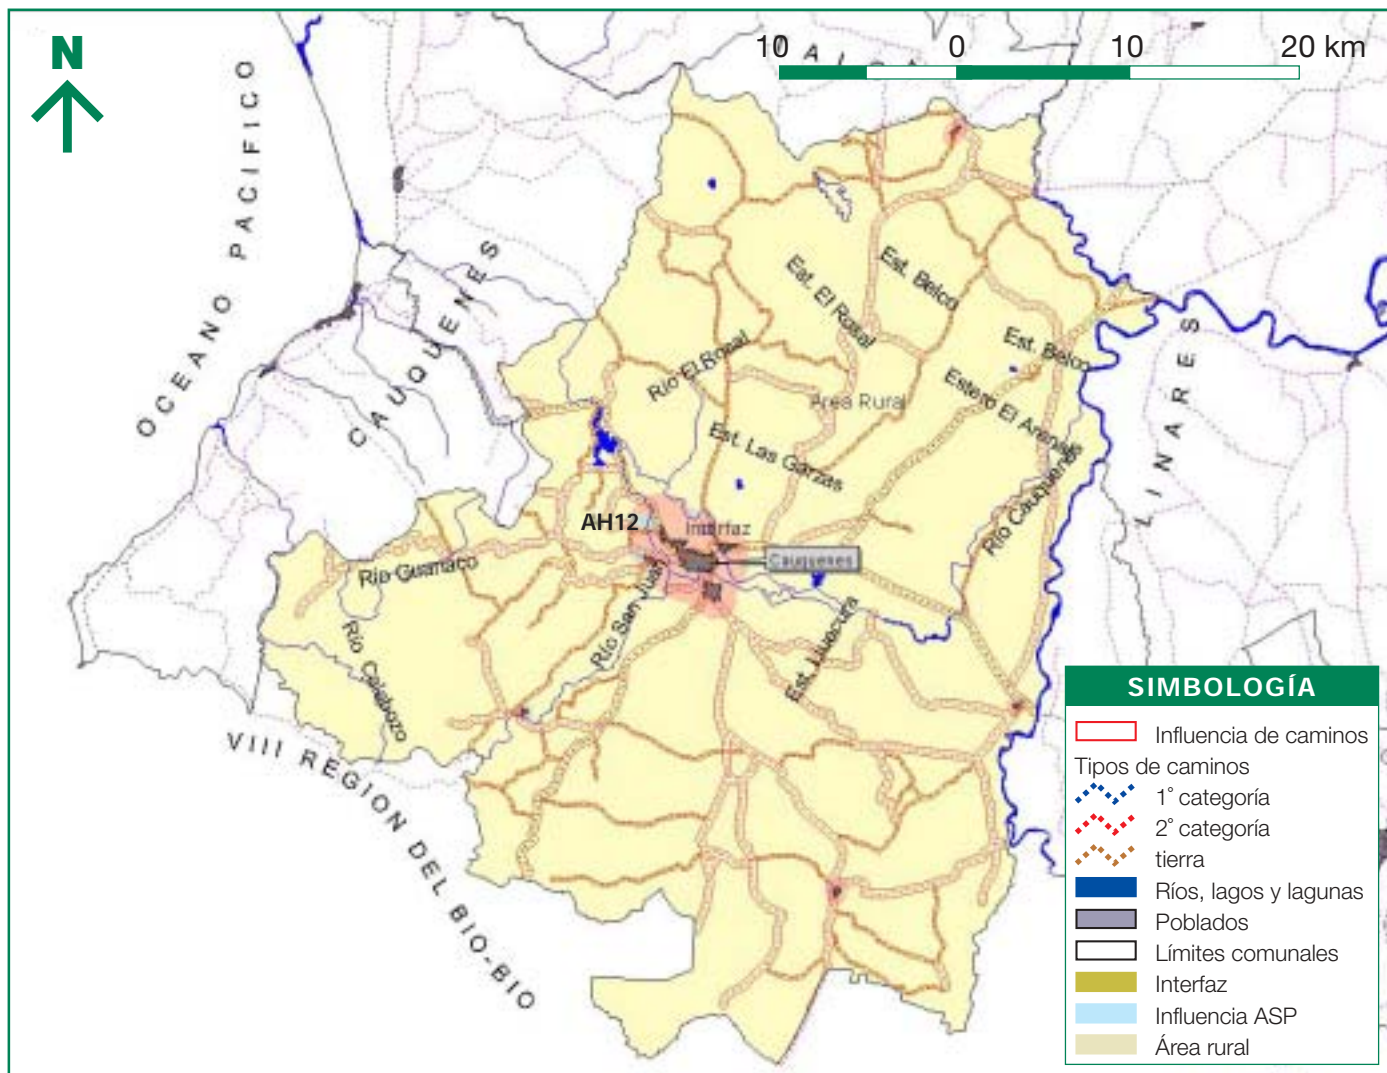 N
10 0 10 20 km
OCEANO PACIFICO
CAUQUENES
Est. El Rosal
Est. Belco
Est. Belco
Río El Rosal
Estero El Arenal
Área Rural
Est. Las Garzas
Río Cauquenes
LINARES
AH12
Interfaz
Cauquenes
Río Guanaco
Río San Juan
Río Calabozo
VIII REGION DEL BIO-BIO
SIMBOLOGÍA
Influencia de caminos
Tipos de caminos
1° categoría
2° categoría
tierra
Ríos, lagos y lagunas
Poblados
Límites comunales
Interfaz
Influencia ASP
Área rural